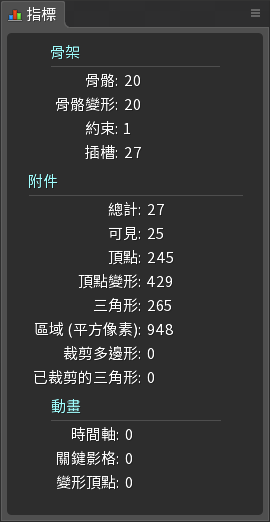 指標
骨架
骨骼: 20
骨骼變形: 20
約束: 1
插槽: 27
附件
總計: 27
可見: 25
頂點: 245
頂點變形: 429
三角形: 265
區域 (平方像素): 948
裁剪多邊形: 0
已裁剪的三角形: 0
動畫
時間軸: 0
關鍵影格: 0
變形頂點: 0